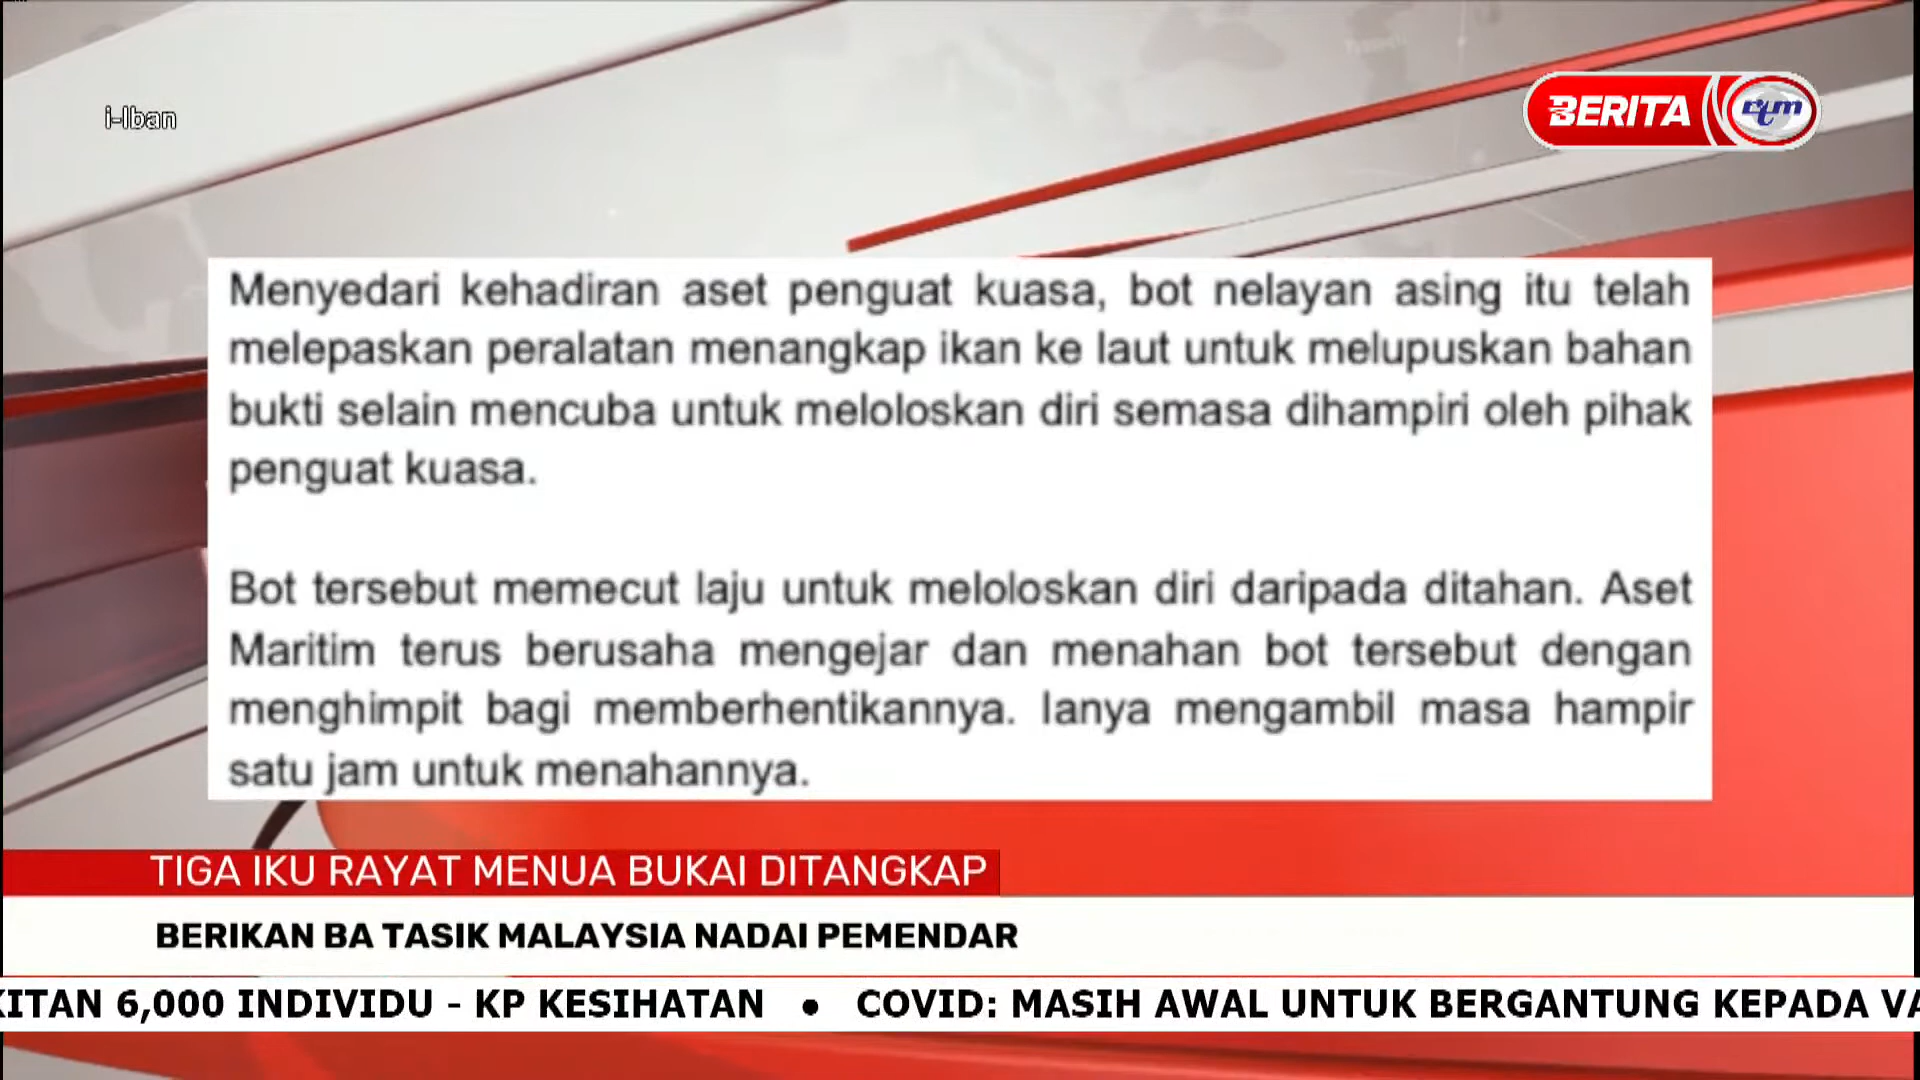 i-Iban
BERITA rtm
Menyedari kehadiran aset penguat kuasa, bot nelayan asing itu telah
melepaskan peralatan menangkap ikan ke laut untuk melupuskan bahan
bukti selain mencuba untuk meloloskan diri semasa dihampiri oleh pihak
penguat kuasa.
Bot tersebut memecut laju untuk meloloskan diri daripada ditahan. Aset
Maritim terus berusaha mengejar dan menahan bot tersebut dengan
menghimpit bagi memberhentikannya. Ianya mengambil masa hampir
satu jam untuk menahannya.
TIGA IKU RAYAT MENUA BUKAI DITANGKAP
BERIKAN BA TASIK MALAYSIA NADAI PEMENDAR
KITAN 6,000 INDIVIDU - KP KESIHATAN • COVID: MASIH AWAL UNTUK BERGANTUNG KEPADA VA